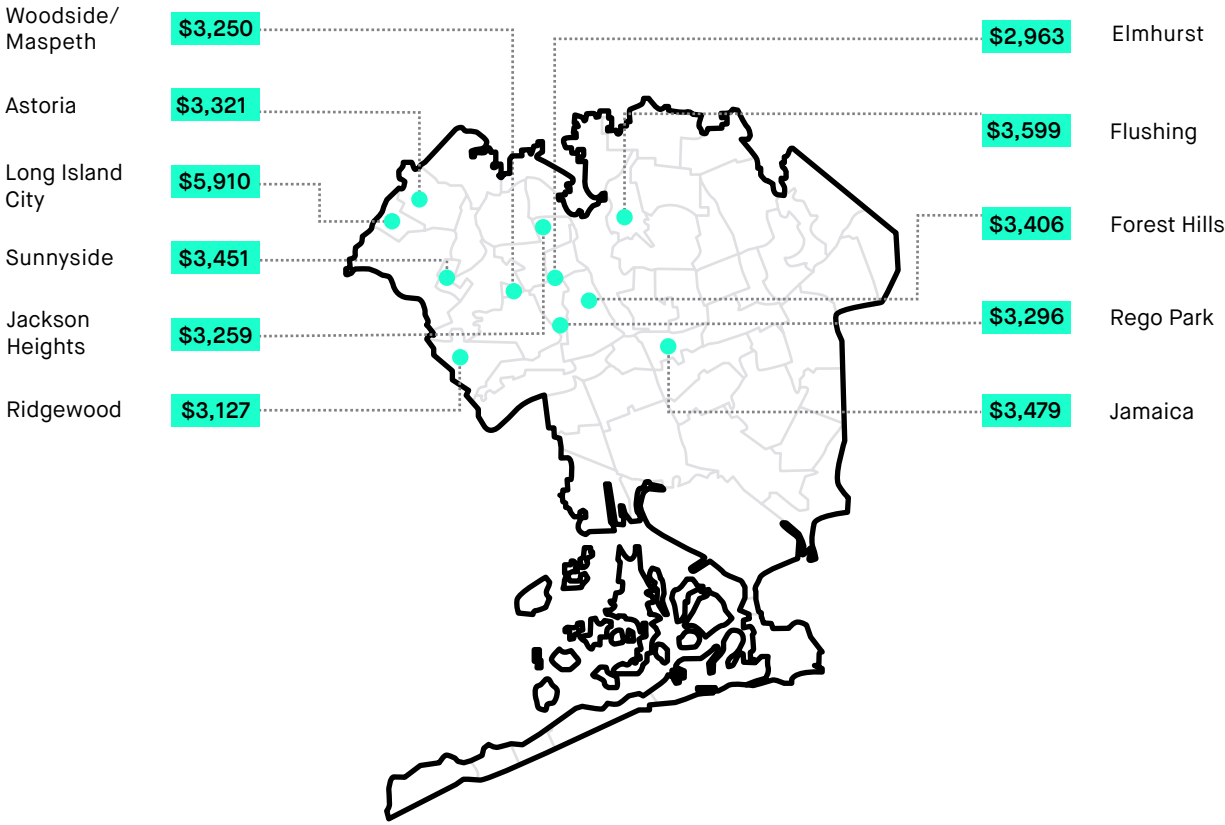 Woodside/
Maspeth
$3,250
Astoria
$3,321
Long Island
City
$5,910
Sunnyside
$3,451
Jackson
Heights
$3,259
Ridgewood
$3,127
$2,963
Elmhurst
$3,599
Flushing
$3,406
Forest Hills
$3,296
Rego Park
$3,479
Jamaica